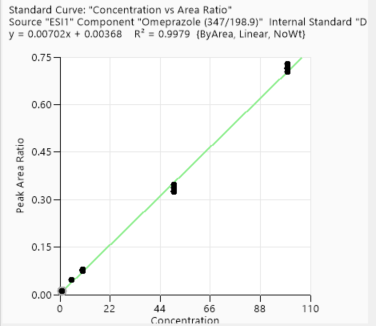 Standard Curve: "Concentration vs Area Ratio"
Source "ESI1" Component "Omeprazole (347/198.9)" Internal Standard "D
y = 0.00702x + 0.00368 R² = 0.9979 (ByArea, Linear, NoWt)
0.75
0.60
0.45
0.30
0.15
0.00
Peak Area Ratio
0 22 44 66 88 110
Concentration